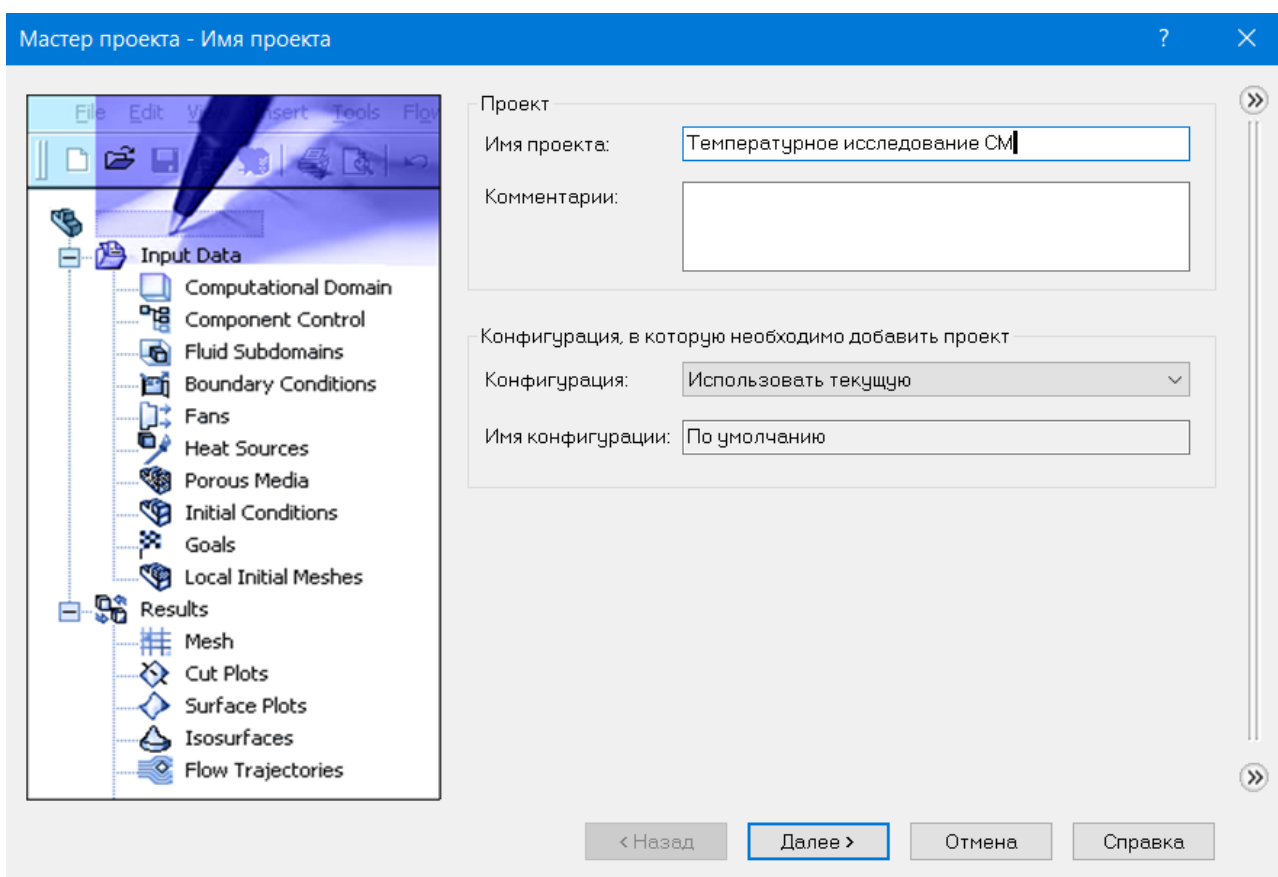 Мастер проекта - Имя проекта
?
File Edit View Insert Tools Flow
Input Data
Computational Domain
Component Control
Fluid Subdomains
Boundary Conditions
Fans
Heat Sources
Porous Media
Initial Conditions
Goals
Local Initial Meshes
Results
Mesh
Cut Plots
Surface Plots
Isosurfaces
Flow Trajectories
Проект
Имя проекта: Температурное исследование СМ
Комментарии:
Конфигурация, в которую необходимо добавить проект
Конфигурация: Использовать текущую
Имя конфигурации: По умолчанию
< Назад Далее > Отмена Справка